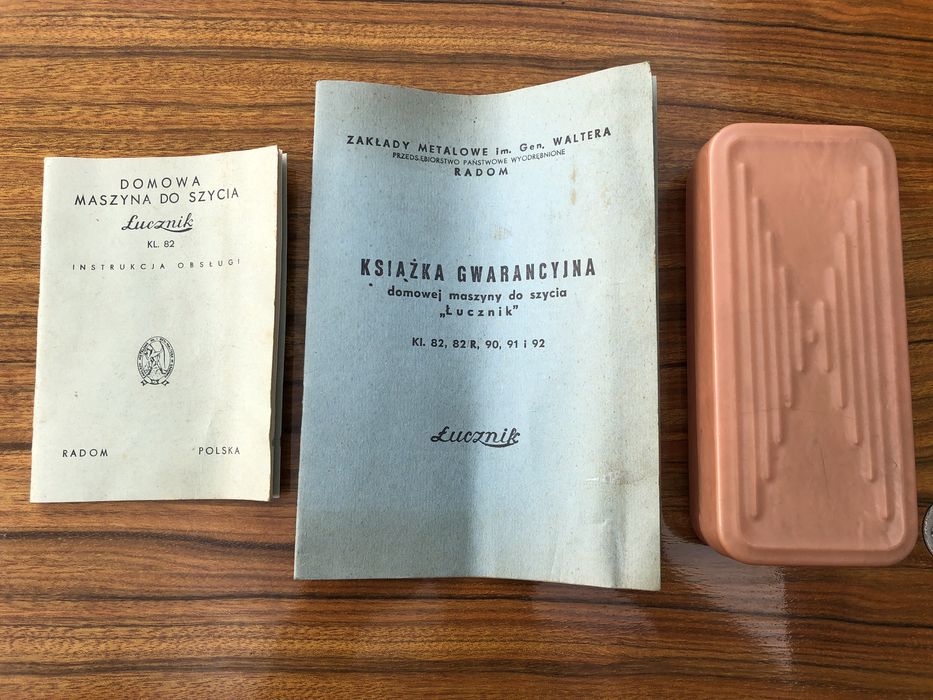 DOMOWA
MASZYNA DO SZYCIA
Łucznik
KL. 82
INSTRUKCJA OBSŁUGI
RADOM POLSKA
ZAKŁADY METALOWE im. Gen. WALTERA
PRZEDSIĘBIORSTWO PAŃSTWOWE WYODRĘBNIONE
RADOM
KSIĄŻKA GWARANCYJNA
domowej maszyny do szycia
„Łucznik”
Kl. 82, 82 R, 90, 91 i 92
Łucznik